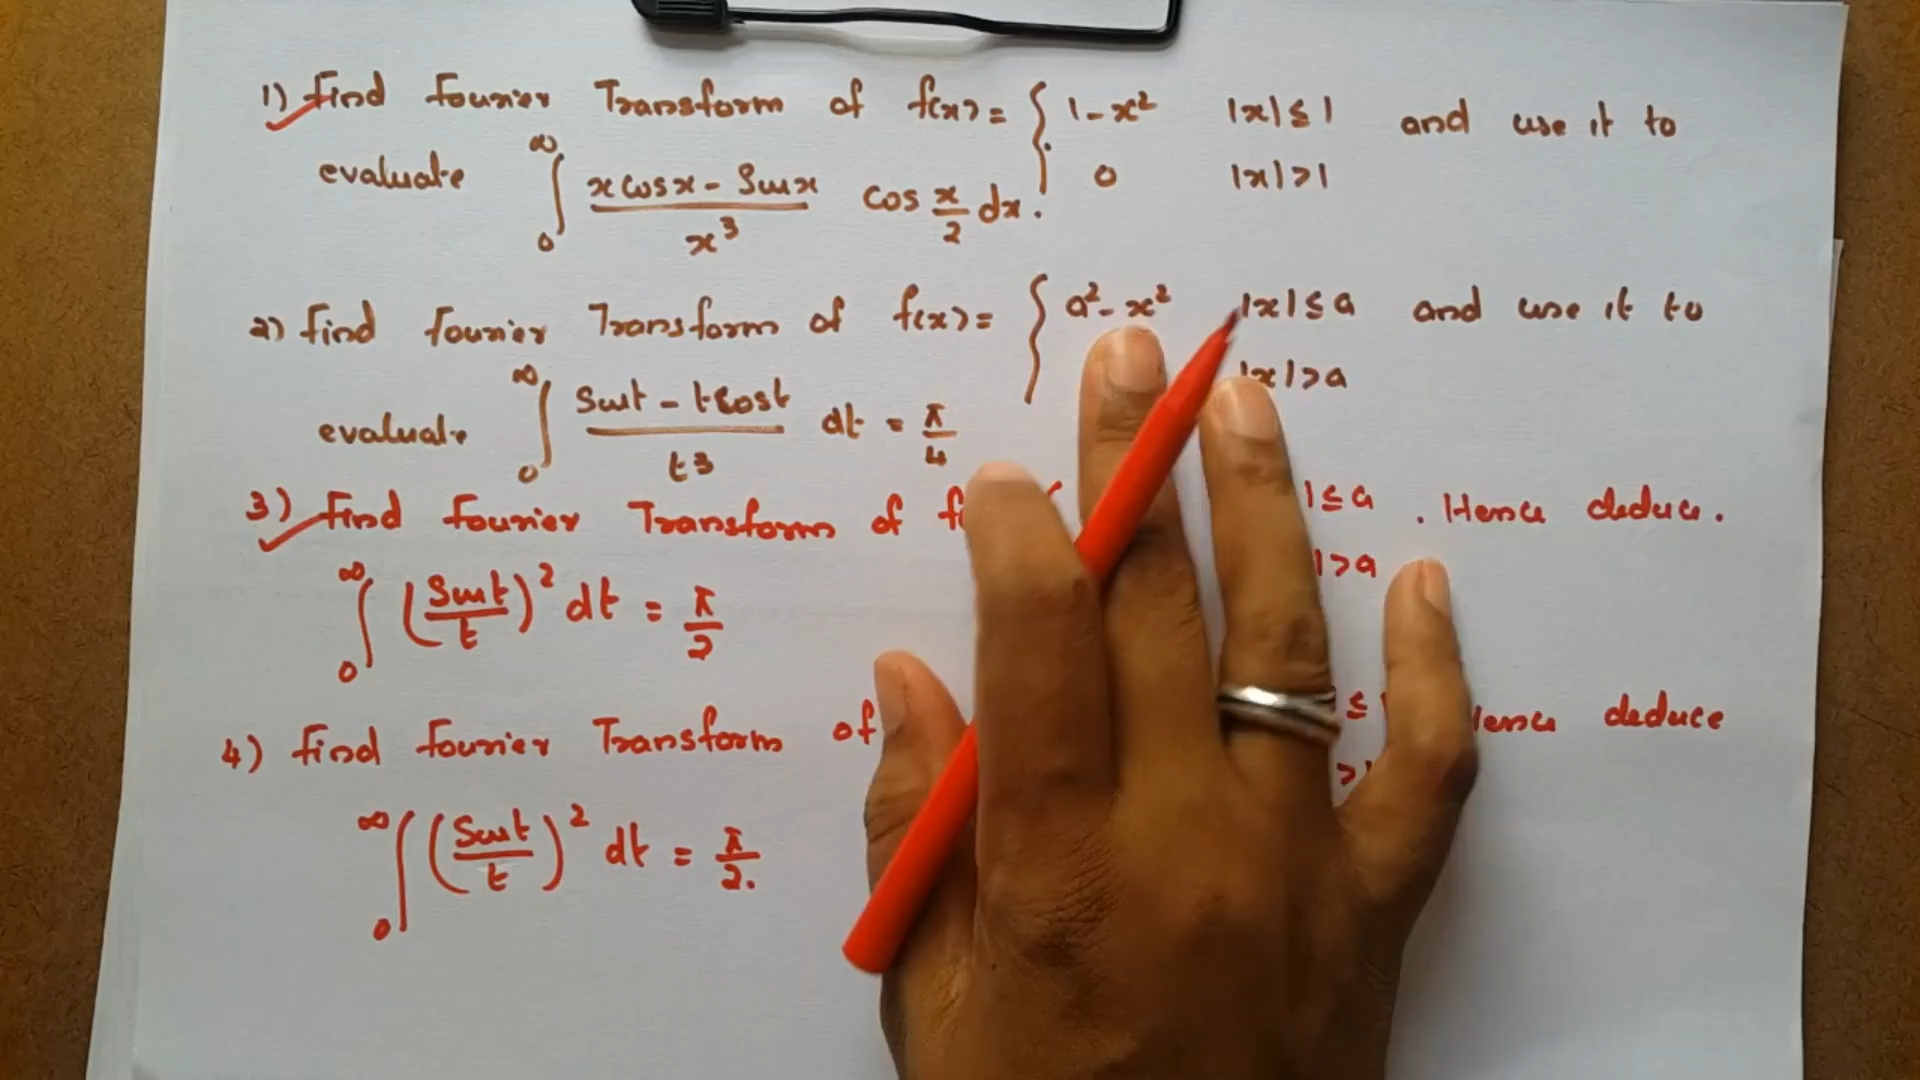 1) Find Fourier Transform of f(x) = { 1 - x² |x| ≤ 1 and use it to
0 |x| > 1
evaluate ∫₀^∞ (x cos x - Sin x)/x³ cos x/2 dx.
2) Find Fourier Transform of f(x) = { a² - x² |x| ≤ a and use it to
|x| > a
evaluate ∫₀^∞ (Sin t - t cos t)/t³ dt = π/4
3) Find Fourier Transform of | ≤ a . Hence deduce.
| > a
∫₀^∞ (Sin t/t)² dt = π/2
4) Find Fourier Transform of ≤ Hence deduce
>
∫₀^∞ (Sin t/t)² dt = π/2.